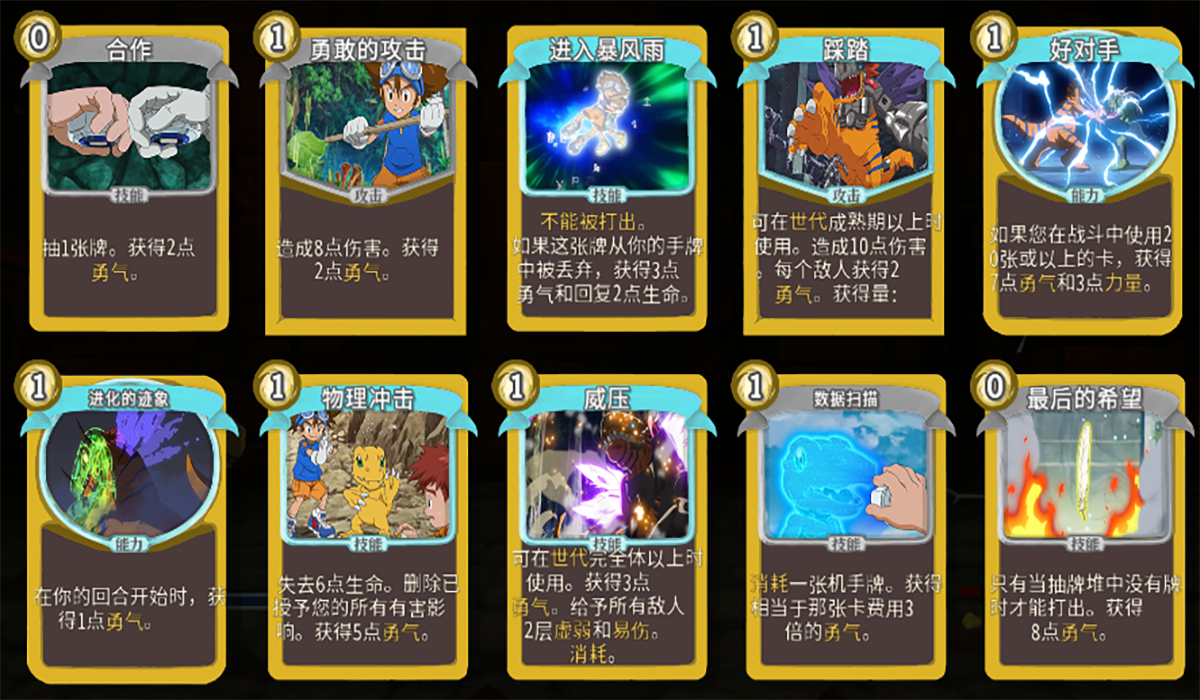 0
合作
技能
抽1张牌。获得2点
勇气。
1
勇敢的攻击
攻击
造成8点伤害。获得
2点勇气。
进入暴风雨
技能
不能被打出。
如果这张牌从你的手牌
中被丢弃，获得3点
勇气和回复2点生命。
1
踩踏
攻击
可在世代成熟期以上时
使用。造成10点伤害
。每个敌人获得2
勇气。获得量：
1
好对手
能力
如果您在战斗中使用2
0张或以上的卡，获得
7点勇气和3点力量。
1
进化的迹象
能力
在你的回合开始时，获
得1点勇气。
1
物理冲击
技能
失去6点生命。删除已
授予您的所有有害影
响。获得5点勇气。
1
威压
技能
可在世代完全体以上时
使用。获得3点
勇气。给予所有敌人
2层虚弱和易伤。
消耗。
1
数据扫描
技能
消耗一张机手牌。获得
相当于那张卡费用3
倍的勇气。
0
最后的希望
技能
只有当抽牌堆中没有牌
时才能打出。获得
8点勇气。